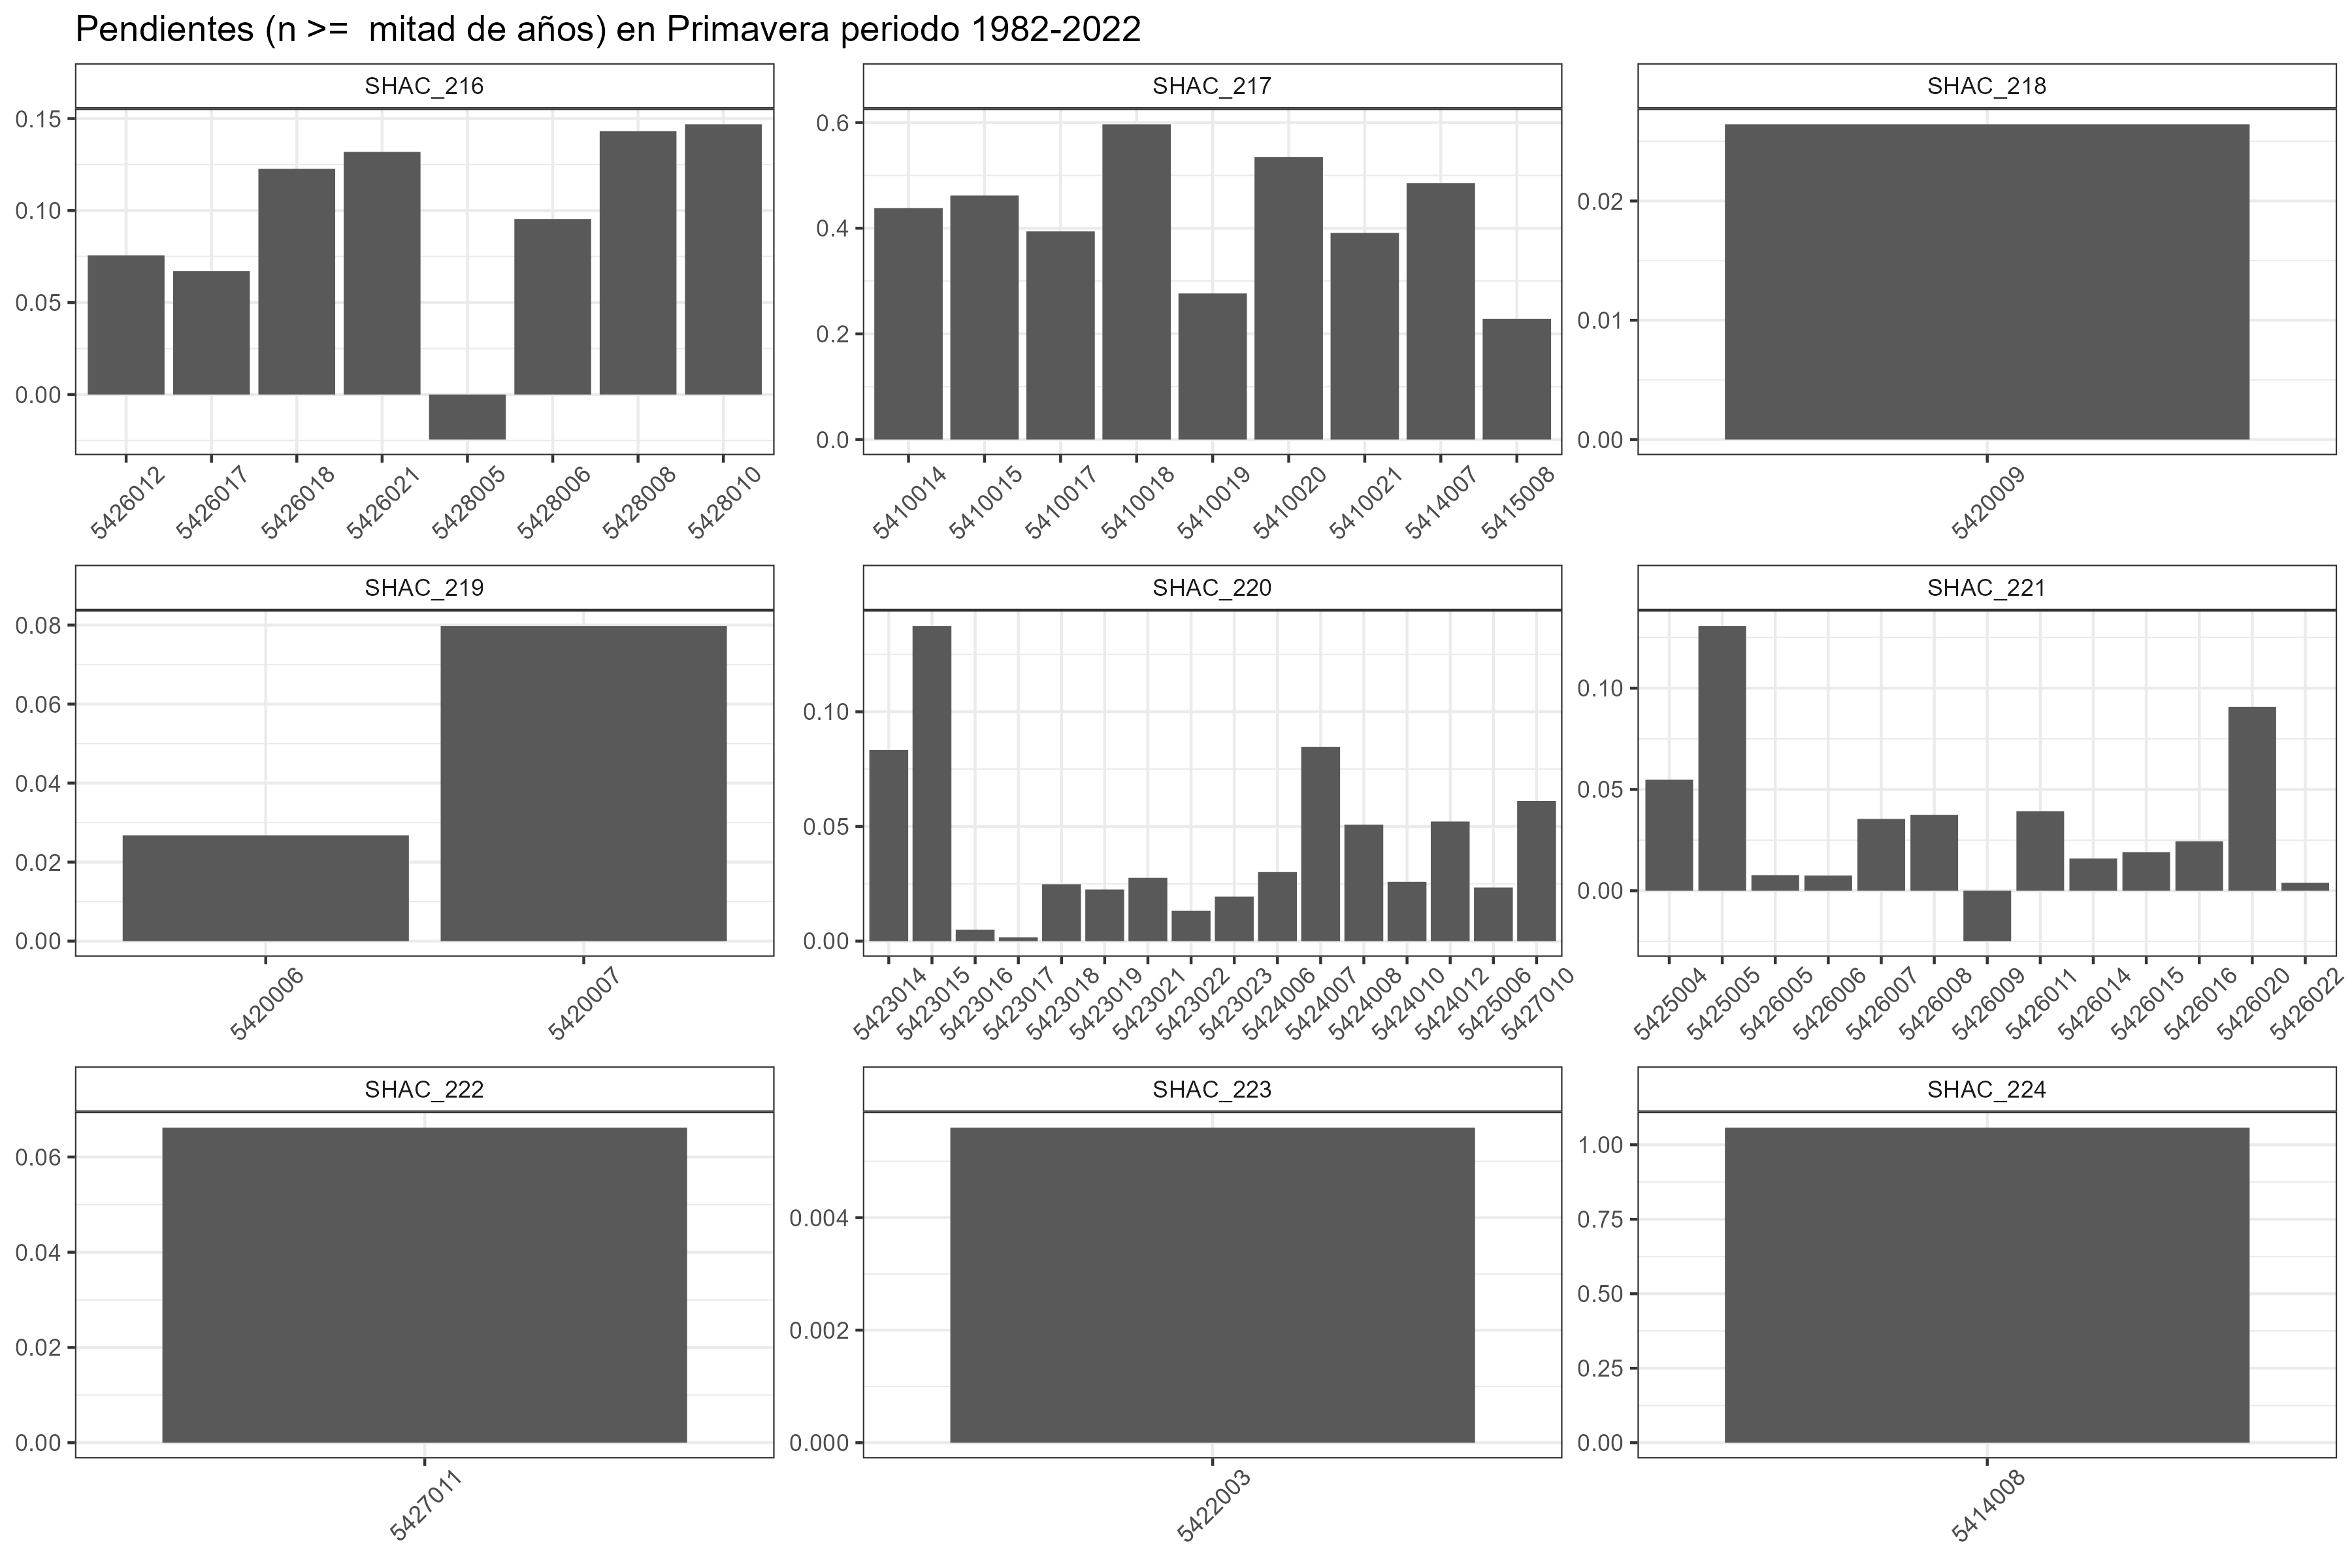 Pendientes (n >=  mitad de años) en Primavera periodo 1982-2022
SHAC_216
0.15
0.10
0.05
0.00
5426012 5426017 5426018 5426021 5428005 5428006 5428008 5428010
SHAC_217
0.6
0.4
0.2
0.0
5410014 5410015 5410017 5410018 5410019 5410020 5410021 5414007 5415008
SHAC_218
0.02
0.01
0.00
5420009
SHAC_219
0.08
0.06
0.04
0.02
0.00
5420006 5420007
SHAC_220
0.10
0.05
0.00
5423014 5423015 5423016 5423017 5423018 5423019 5423021 5423022 5423023 5424006 5424007 5424008 5424010 5424012 5425006 5427010
SHAC_221
0.10
0.05
0.00
5425004 5425005 5426005 5426006 5426007 5426008 5426009 5426011 5426014 5426015 5426016 5426020 5426022
SHAC_222
0.06
0.04
0.02
0.00
5427011
SHAC_223
0.004
0.002
0.000
5422003
SHAC_224
1.00
0.75
0.50
0.25
0.00
5414008